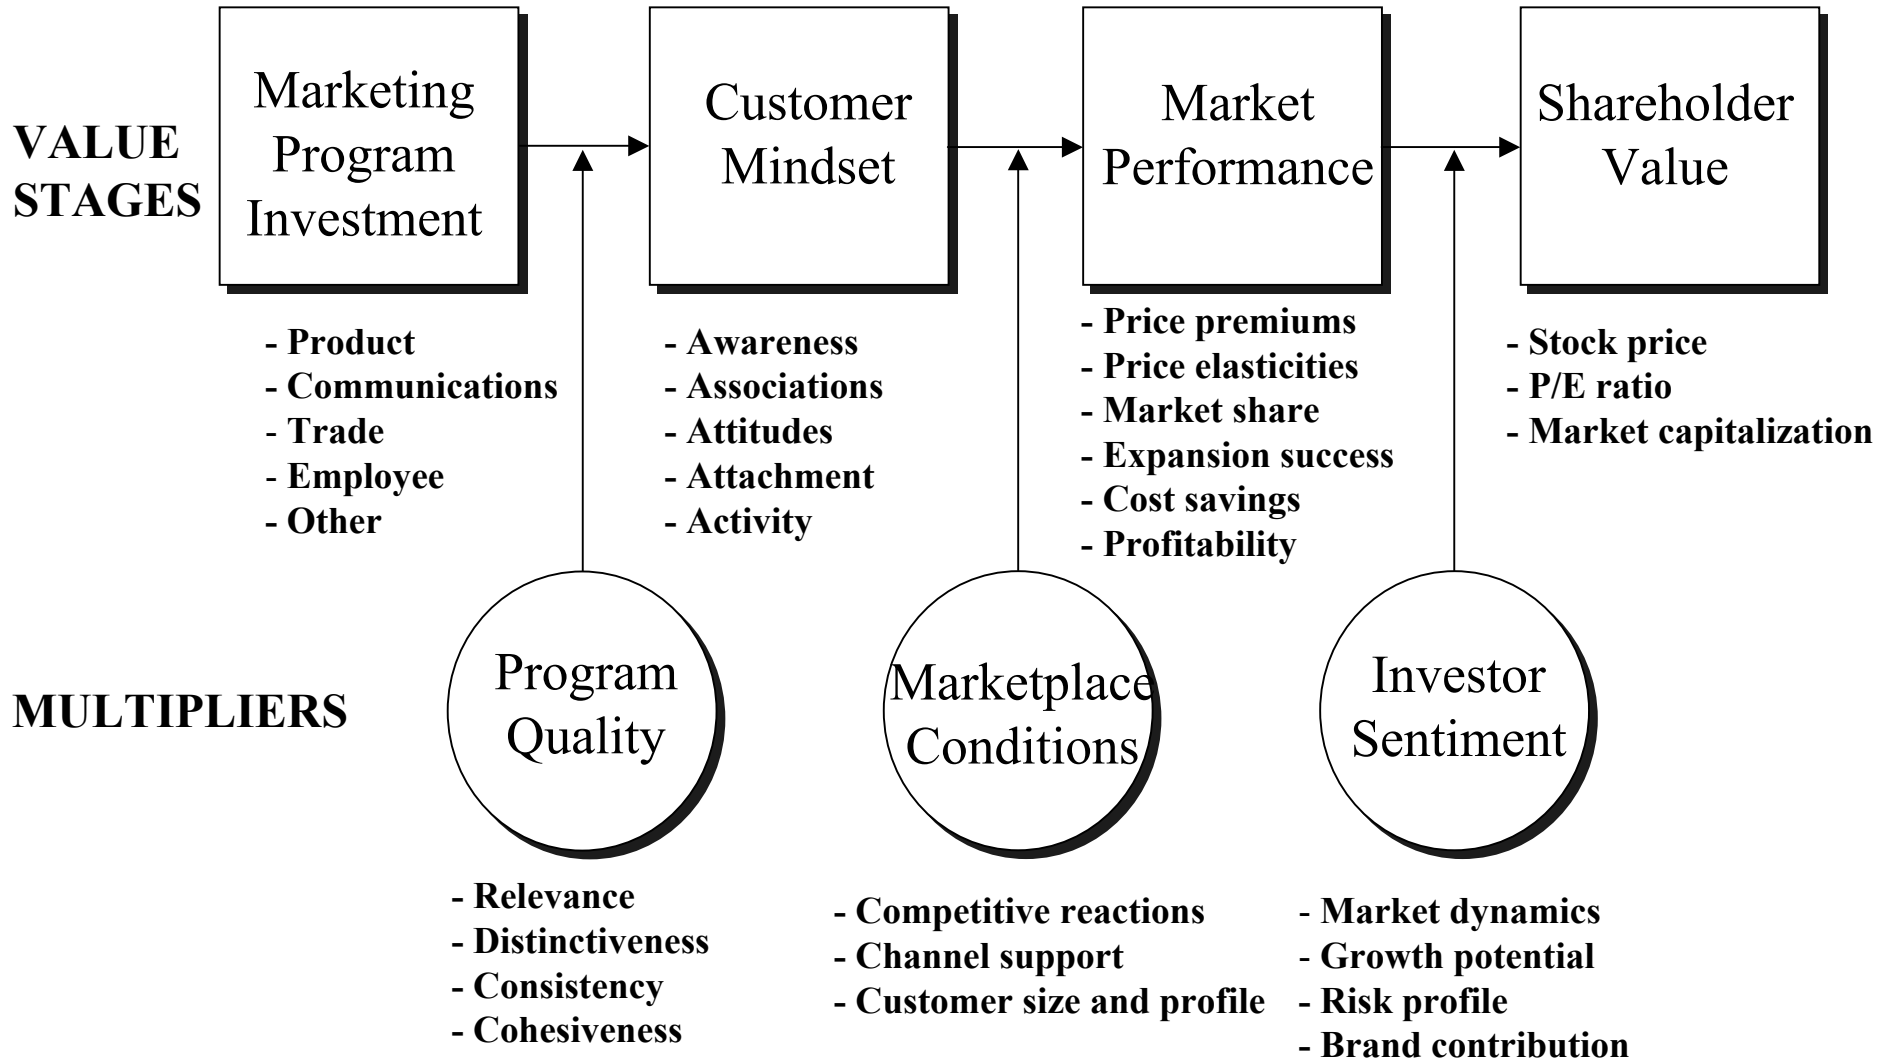 Marketing
Program
Investment
Customer
Mindset
Market
Performance
Shareholder
Value
VALUE
STAGES
- Product
- Communications
- Trade
- Employee
- Other
- Awareness
- Associations
- Attitudes
- Attachment
- Activity
- Price premiums
- Price elasticities
- Market share
- Expansion success
- Cost savings
- Profitability
- Stock price
- P/E ratio
- Market capitalization
MULTIPLIERS
Program
Quality
Marketplace
Conditions
Investor
Sentiment
- Relevance
- Distinctiveness
- Consistency
- Cohesiveness
- Competitive reactions
- Channel support
- Customer size and profile
- Market dynamics
- Growth potential
- Risk profile
- Brand contribution